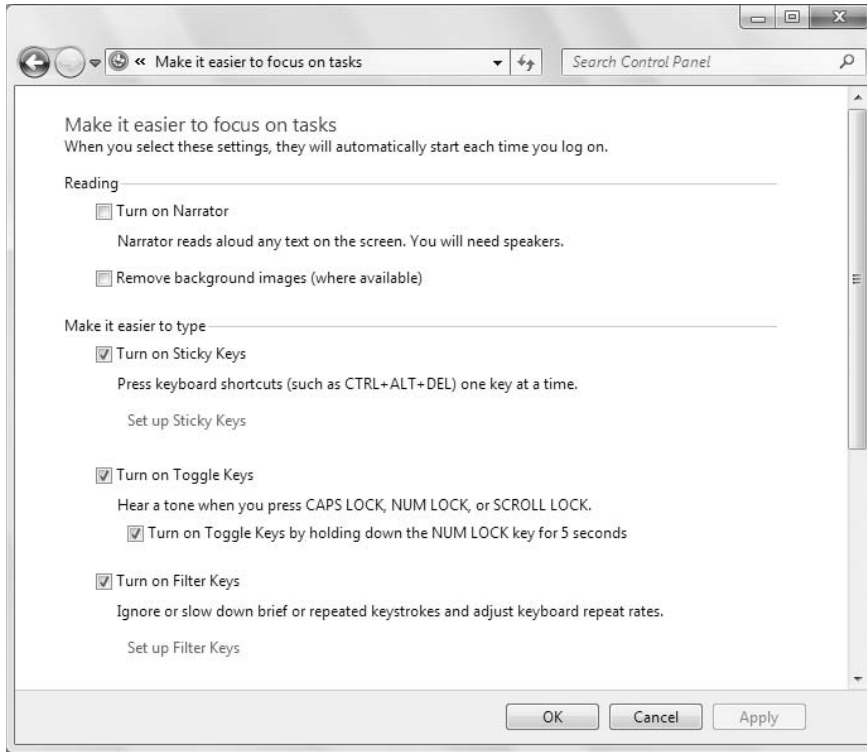 « Make it easier to focus on tasks
Search Control Panel
Make it easier to focus on tasks
When you select these settings, they will automatically start each time you log on.
Reading
Turn on Narrator
Narrator reads aloud any text on the screen. You will need speakers.
Remove background images (where available)
Make it easier to type
Turn on Sticky Keys
Press keyboard shortcuts (such as CTRL+ALT+DEL) one key at a time.
Set up Sticky Keys
Turn on Toggle Keys
Hear a tone when you press CAPS LOCK, NUM LOCK, or SCROLL LOCK.
Turn on Toggle Keys by holding down the NUM LOCK key for 5 seconds
Turn on Filter Keys
Ignore or slow down brief or repeated keystrokes and adjust keyboard repeat rates.
Set up Filter Keys
OK Cancel Apply